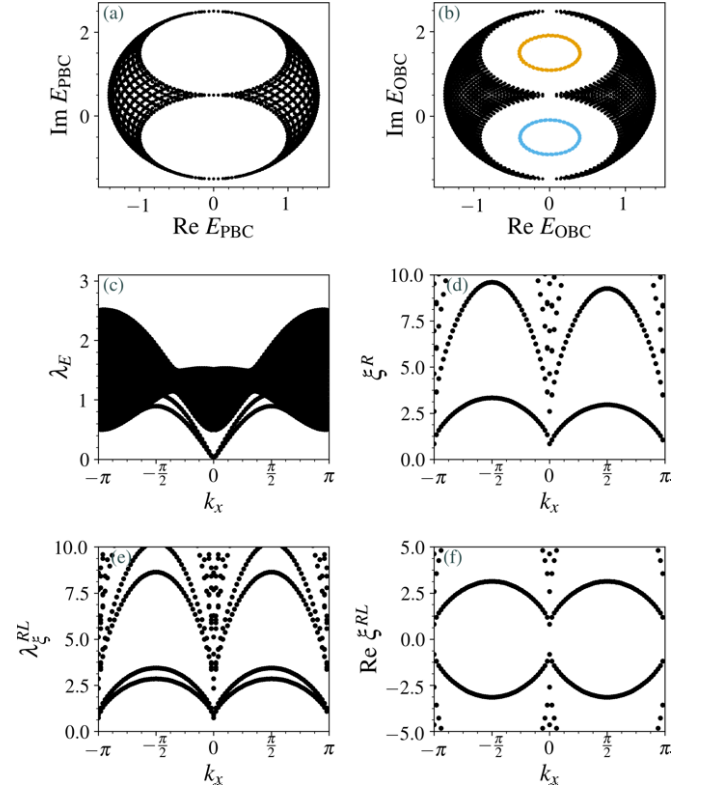 (a) (b)
Im E_PBC 2 0 Im E_OBC 2 0
−1 0 1 −1 0 1
Re E_PBC Re E_OBC
(c) (d)
λ_E 3 2 1 0 ξ^R 10.0 7.5 5.0 2.5 0.0
−π −π/2 0 π/2 π −π −π/2 0 π/2 π
k_x k_x
(e) (f)
λ_ξ^{RL} 10.0 7.5 5.0 2.5 0.0 Re ξ^{RL} 5.0 2.5 0.0 −2.5 −5.0
−π −π/2 0 π/2 π −π −π/2 0 π/2 π
k_x k_x